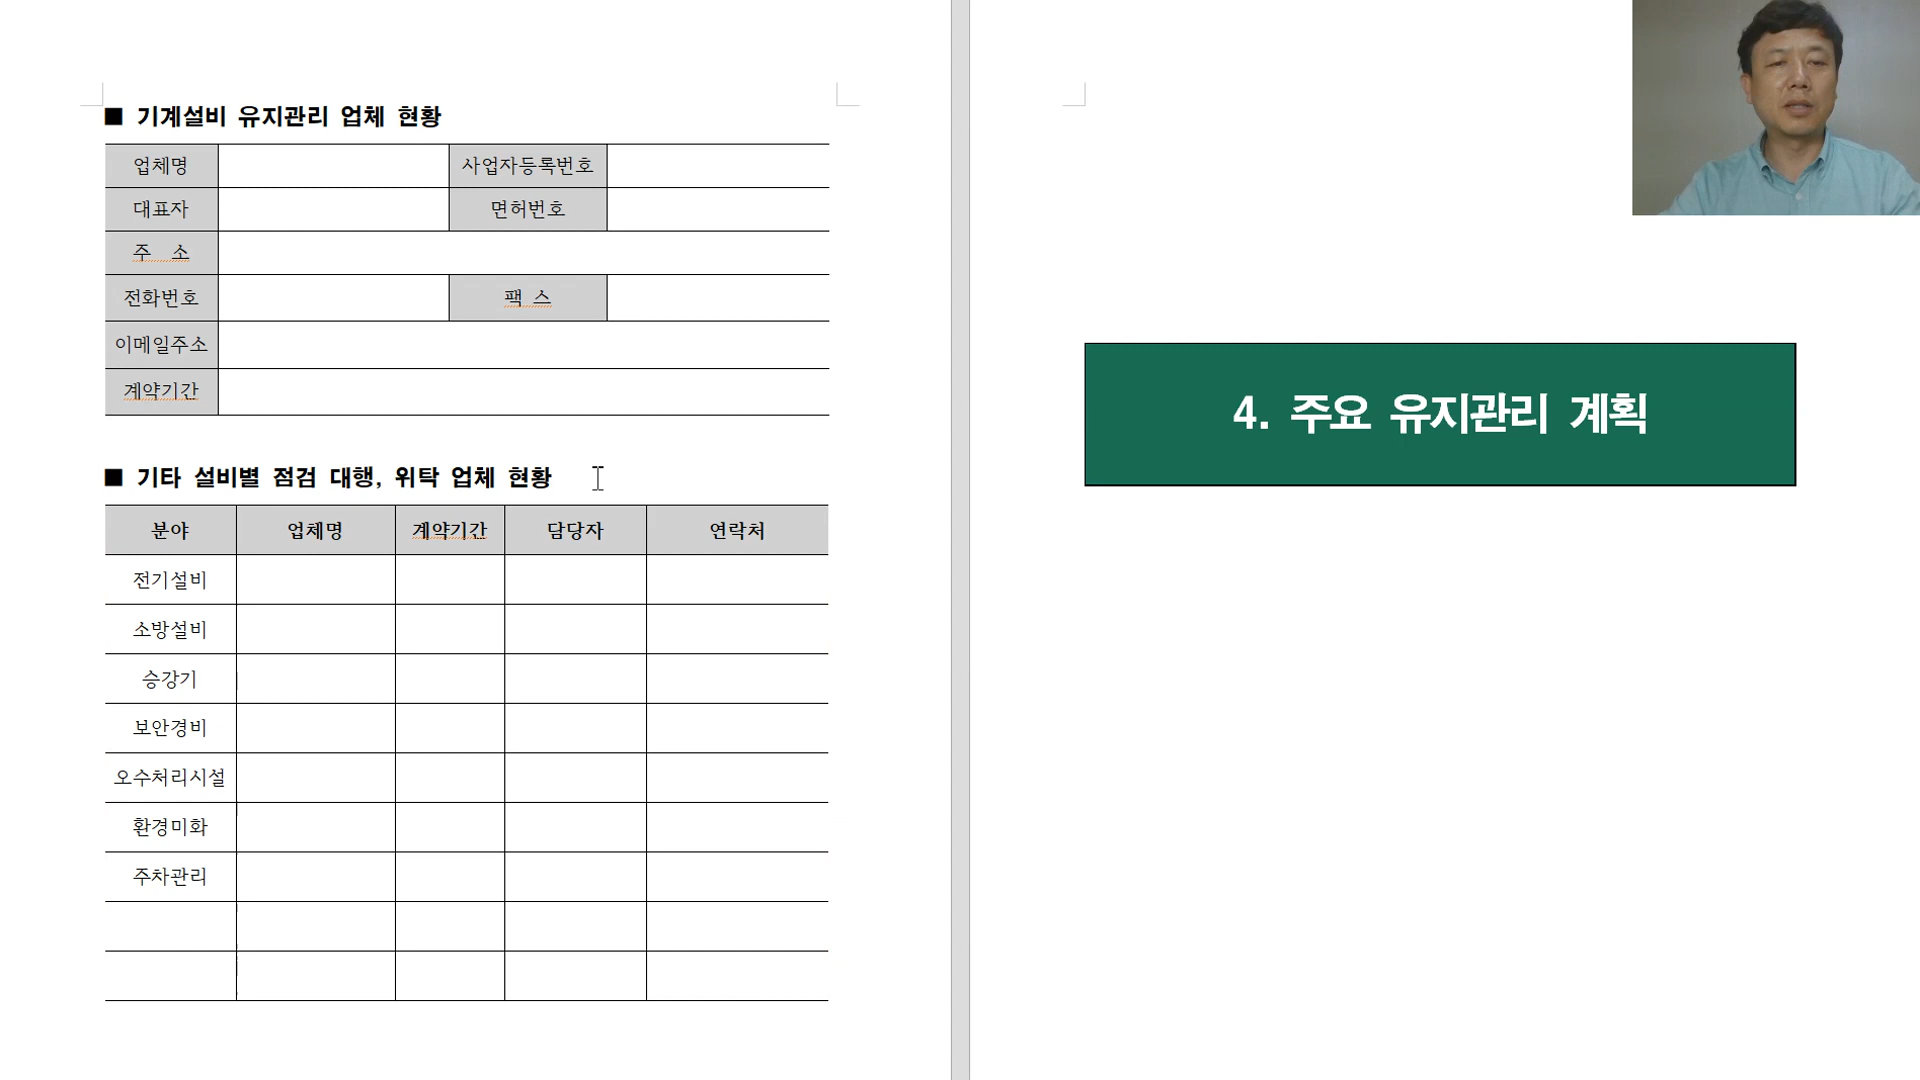 ■ 기계설비 유지관리 업체 현황
업체명 사업자등록번호
대표자 면허번호
주 소
전화번호 팩 스
이메일주소
계약기간
■ 기타 설비별 점검 대행, 위탁 업체 현황
분야 업체명 계약기간 담당자 연락처
전기설비
소방설비
승강기
보안경비
오수처리시설
환경미화
주차관리
4. 주요 유지관리 계획